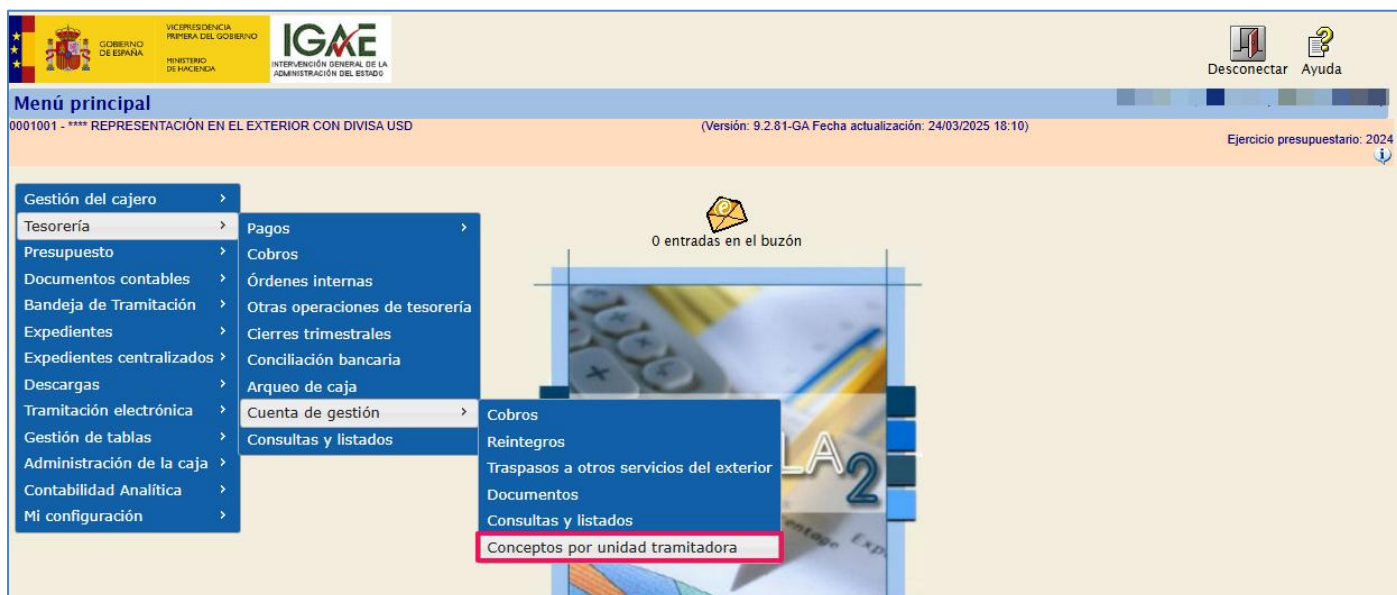 GOBIERNO
DE ESPAÑA
VICEPRESIDENCIA
PRIMERA DEL GOBIERNO
MINISTERIO
DE HACIENDA
IGAE
INTERVENCIÓN GENERAL DE LA
ADMINISTRACIÓN DEL ESTADO
Desconectar Ayuda
Menú principal
0001001 - **** REPRESENTACIÓN EN EL EXTERIOR CON DIVISA USD (Versión: 9.2.81-GA Fecha actualización: 24/03/2025 18:10)
Ejercicio presupuestario: 2024
0 entradas en el buzón
Gestión del cajero
Tesorería
Presupuesto
Documentos contables
Bandeja de Tramitación
Expedientes
Expedientes centralizados
Descargas
Tramitación electrónica
Gestión de tablas
Administración de la caja
Contabilidad Analítica
Mi configuración
Pagos
Cobros
Órdenes internas
Otras operaciones de tesorería
Cierres trimestrales
Conciliación bancaria
Arqueo de caja
Cuenta de gestión
Consultas y listados
Cobros
Reintegros
Traspasos a otros servicios del exterior
Documentos
Consultas y listados
Conceptos por unidad tramitadora
LA2